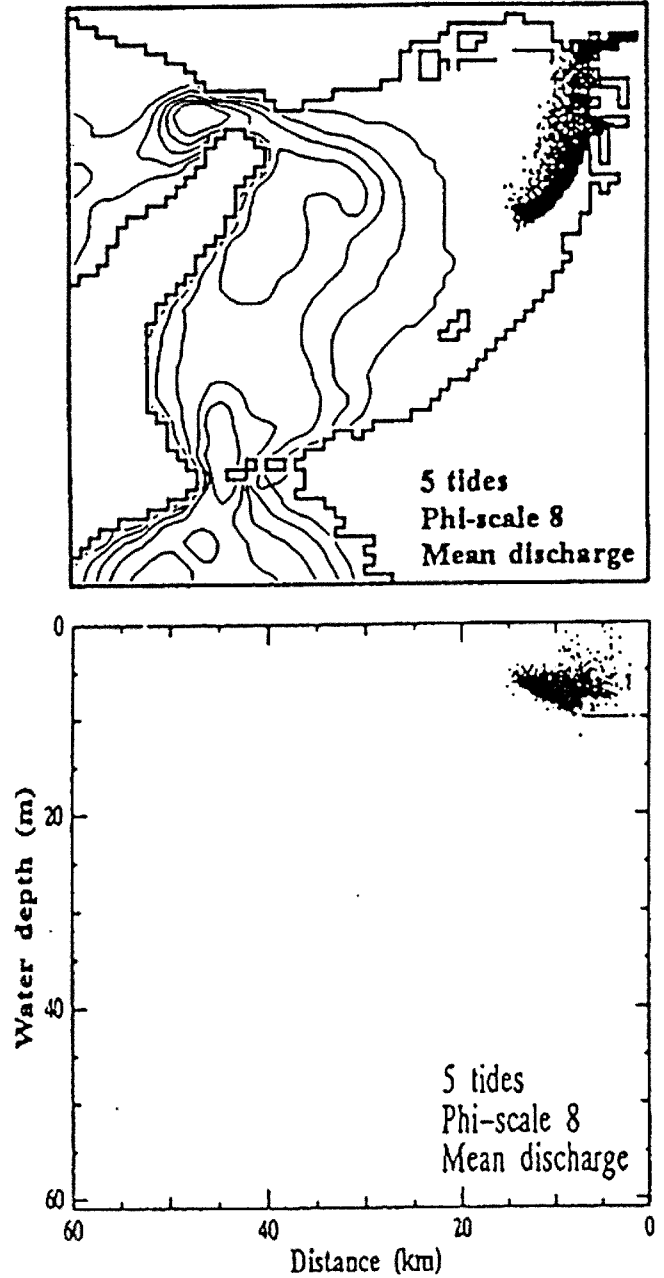 5 tides
Phi-scale 8
Mean discharge
0
20
40
60
Water depth (m)
5 tides
Phi-scale 8
Mean discharge
60
40
20
0
Distance (km)